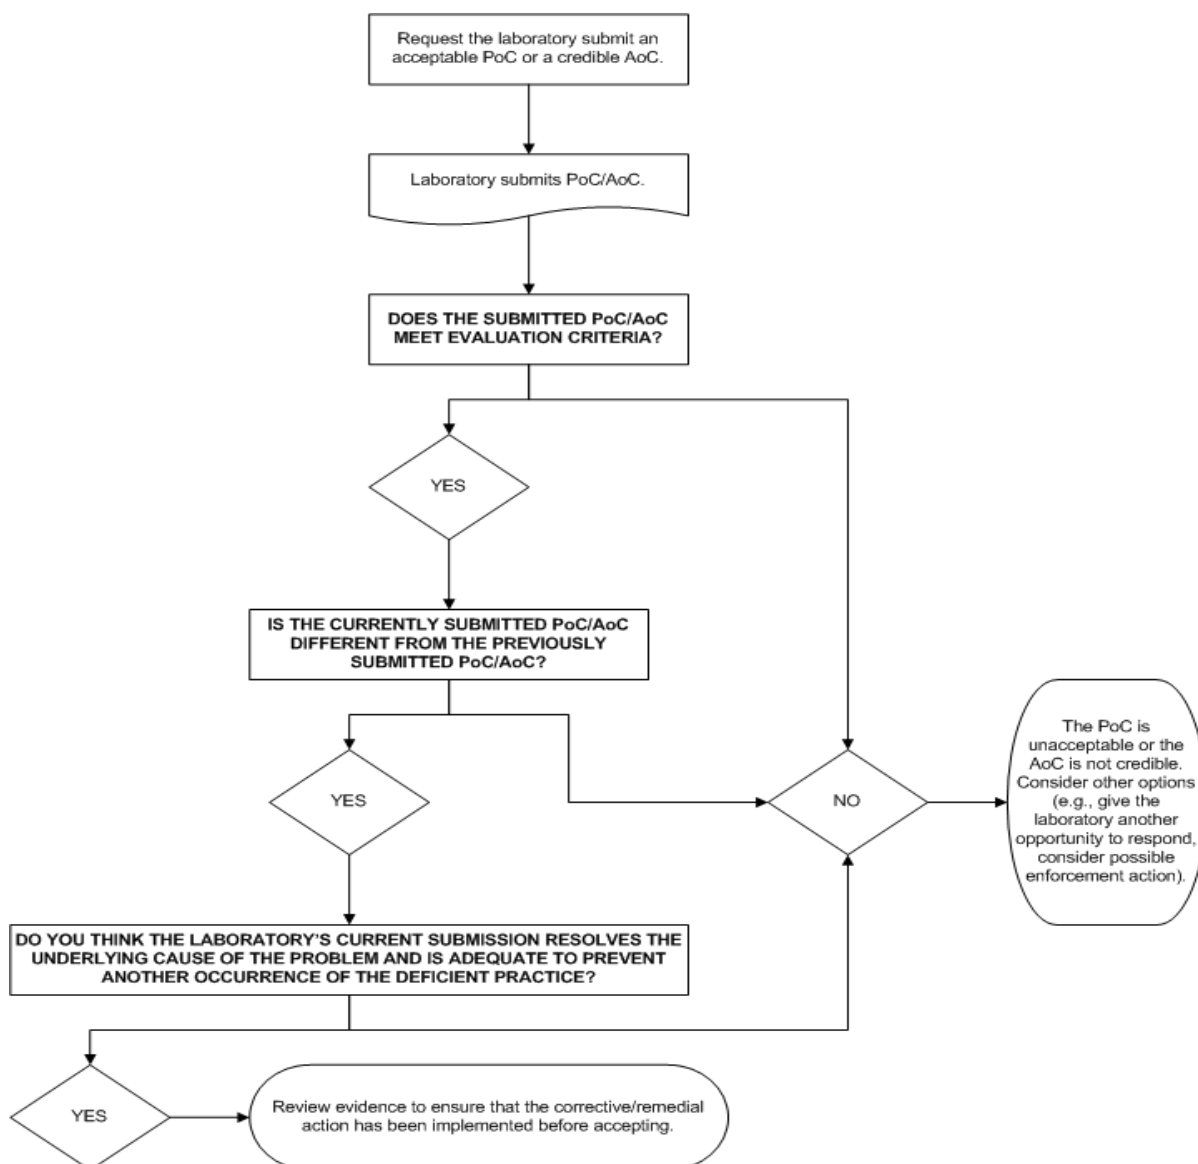 Request the laboratory submit an
acceptable PoC or a credible AoC.
Laboratory submits PoC/AoC.
DOES THE SUBMITTED PoC/AoC
MEET EVALUATION CRITERIA?
YES
IS THE CURRENTLY SUBMITTED PoC/AoC
DIFFERENT FROM THE PREVIOUSLY
SUBMITTED PoC/AoC?
YES
NO
The PoC is
unacceptable or the
AoC is not credible.
Consider other options
(e.g., give the
laboratory another
opportunity to respond,
consider possible
enforcement action).
DO YOU THINK THE LABORATORY'S CURRENT SUBMISSION RESOLVES THE
UNDERLYING CAUSE OF THE PROBLEM AND IS ADEQUATE TO PREVENT
ANOTHER OCCURRENCE OF THE DEFICIENT PRACTICE?
YES
Review evidence to ensure that the corrective/remedial
action has been implemented before accepting.